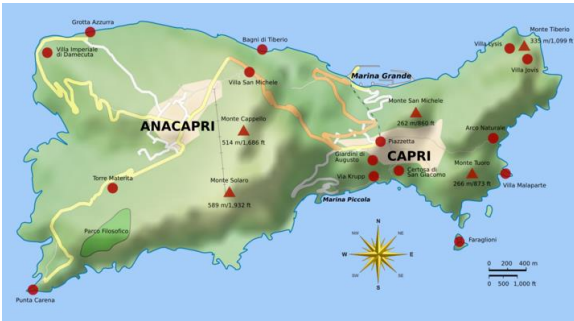 Grotta Azzurra
Villa Imperiale
di Damecuta
Bagni di Tiberio
Villa San Michele
Marina Grande
Villa Lysis
Monte Tiberio
335 m/1,099 ft
Villa Jovis
Monte San Michele
262 m/860 ft
ANACAPRI
Monte Cappello
514 m/1,686 ft
Piazzetta
Arco Naturale
Giardini di
Augusto
CAPRI
Via Krupp
Certosa di
San Giacomo
Monte Tuoro
266 m/873 ft
Villa Malaparte
Torre Materita
Monte Solaro
589 m/1,932 ft
Marina Piccola
Parco Filosofico
N
NW
NE
W
E
SW
SE
S
Faraglioni
0 200 400 m
0 500 1,000 ft
Punta Carena